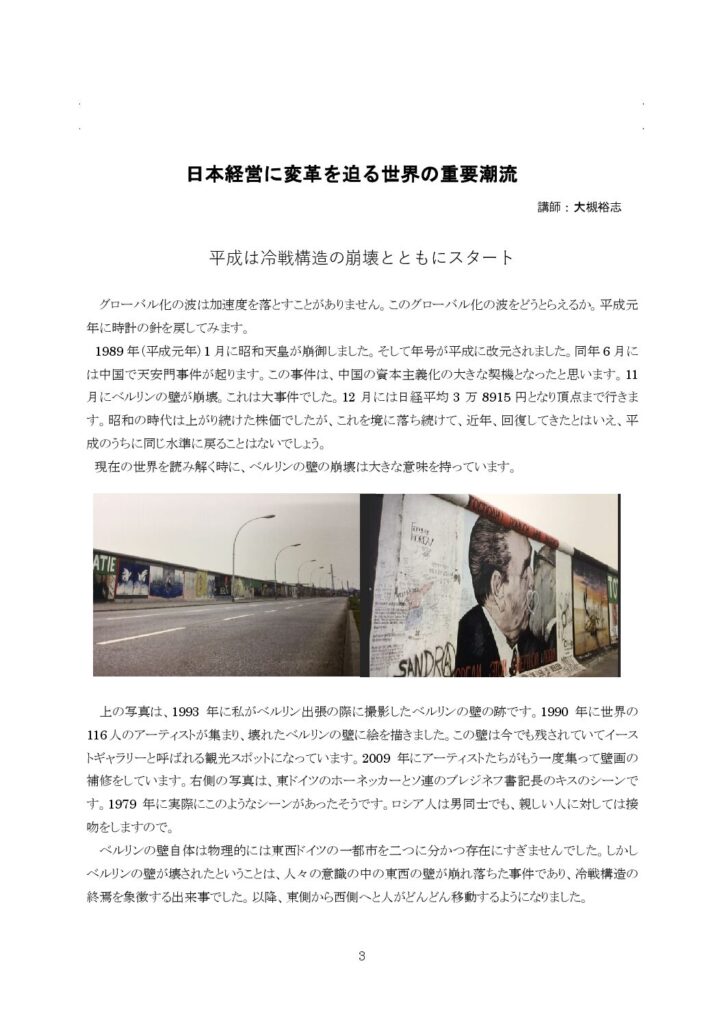 日本経営に変革を迫る世界の重要潮流
講師：大槻裕志
平成は冷戦構造の崩壊とともにスタート
グローバル化の波は加速度を落とすことがありません。このグローバル化の波をどうとらえるか。平成元
年に時計の針を戻してみます。
1989年(平成元年)1月に昭和天皇が崩御しました。そして年号が平成に改元されました。同年6月に
は中国で天安門事件が起ります。この事件は、中国の資本主義化の大きな契機となったと思います。11
月にベルリンの壁が崩壊。これは大事件でした。12月には日経平均3万8915円となり頂点まで行きま
す。昭和の時代は上がり続けた株価でしたが、これを境に落ち続けて、近年、回復してきたとはいえ、平
成のうちに同じ水準に戻ることはないでしょう。
現在の世界を読み解く時に、ベルリンの壁の崩壊は大きな意味を持っています。
ATIE
SANDRA
上の写真は、1993年に私がベルリン出張の際に撮影したベルリンの壁の跡です。1990年に世界の
116人のアーティストが集まり、壊れたベルリンの壁に絵を描きました。この壁は今でも残されていてイース
トギャラリーと呼ばれる観光スポットになっています。2009年にアーティストたちがもう一度集って壁画の
補修をしています。右側の写真は、東ドイツのホーネッカーとソ連のブレジネフ書記長のキスのシーンで
す。1979年に実際にこのようなシーンがあったそうです。ロシア人は男同士でも、親しい人に対しては接
吻をしますので。
ベルリンの壁自体は物理的には東西ドイツの一都市を二つに分かつ存在にすぎませんでした。しかし
ベルリンの壁が壊されたということは、人々の意識の中の東西の壁が崩れ落ちた事件であり、冷戦構造の
終焉を象徴する出来事でした。以降、東側から西側へと人がどんどん移動するようになりました。
3